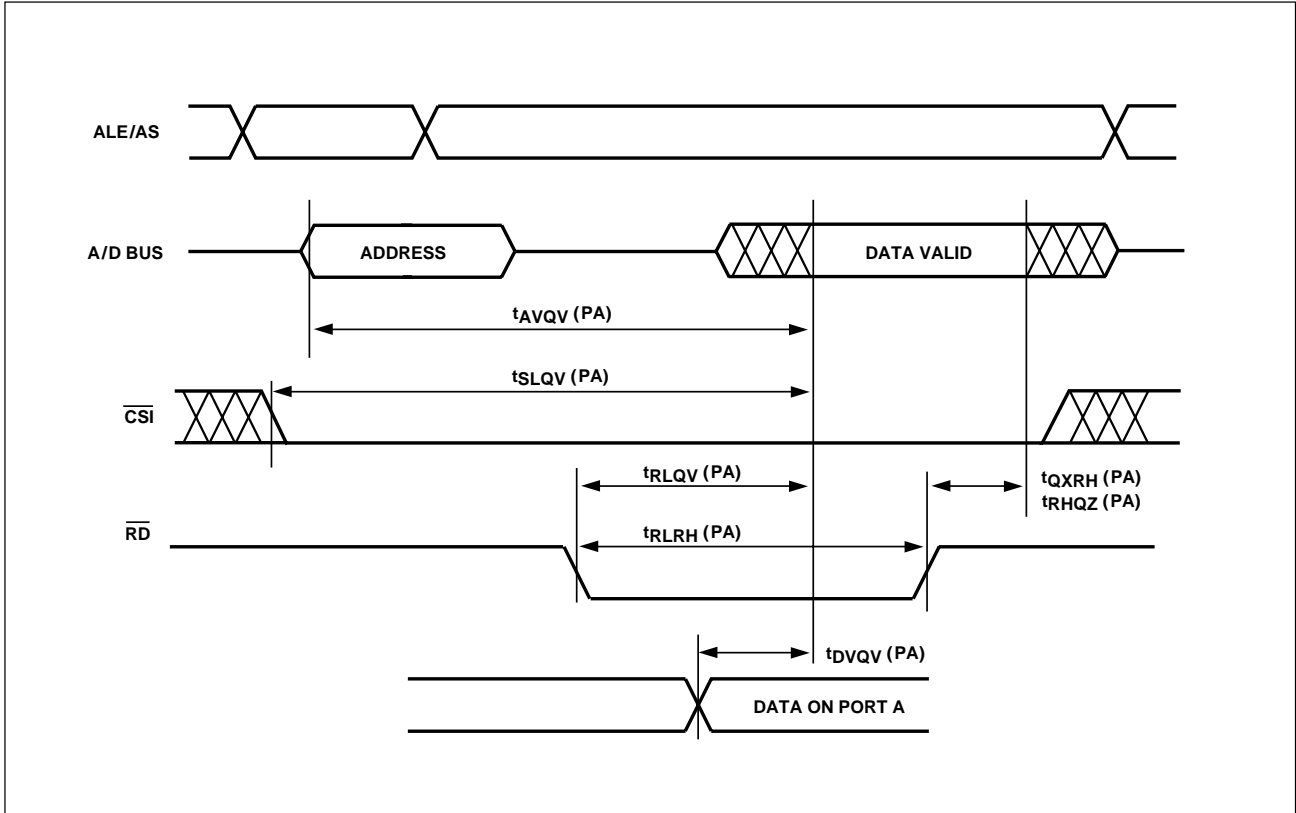 ALE/AS
A/D BUS
ADDRESS
DATA VALID
tAVQV (PA)
tSLQV (PA)
CSI
tRLQV (PA)
tQXRH (PA)
tRHQZ (PA)
RD
tRLRH (PA)
tDVQV (PA)
DATA ON PORT A